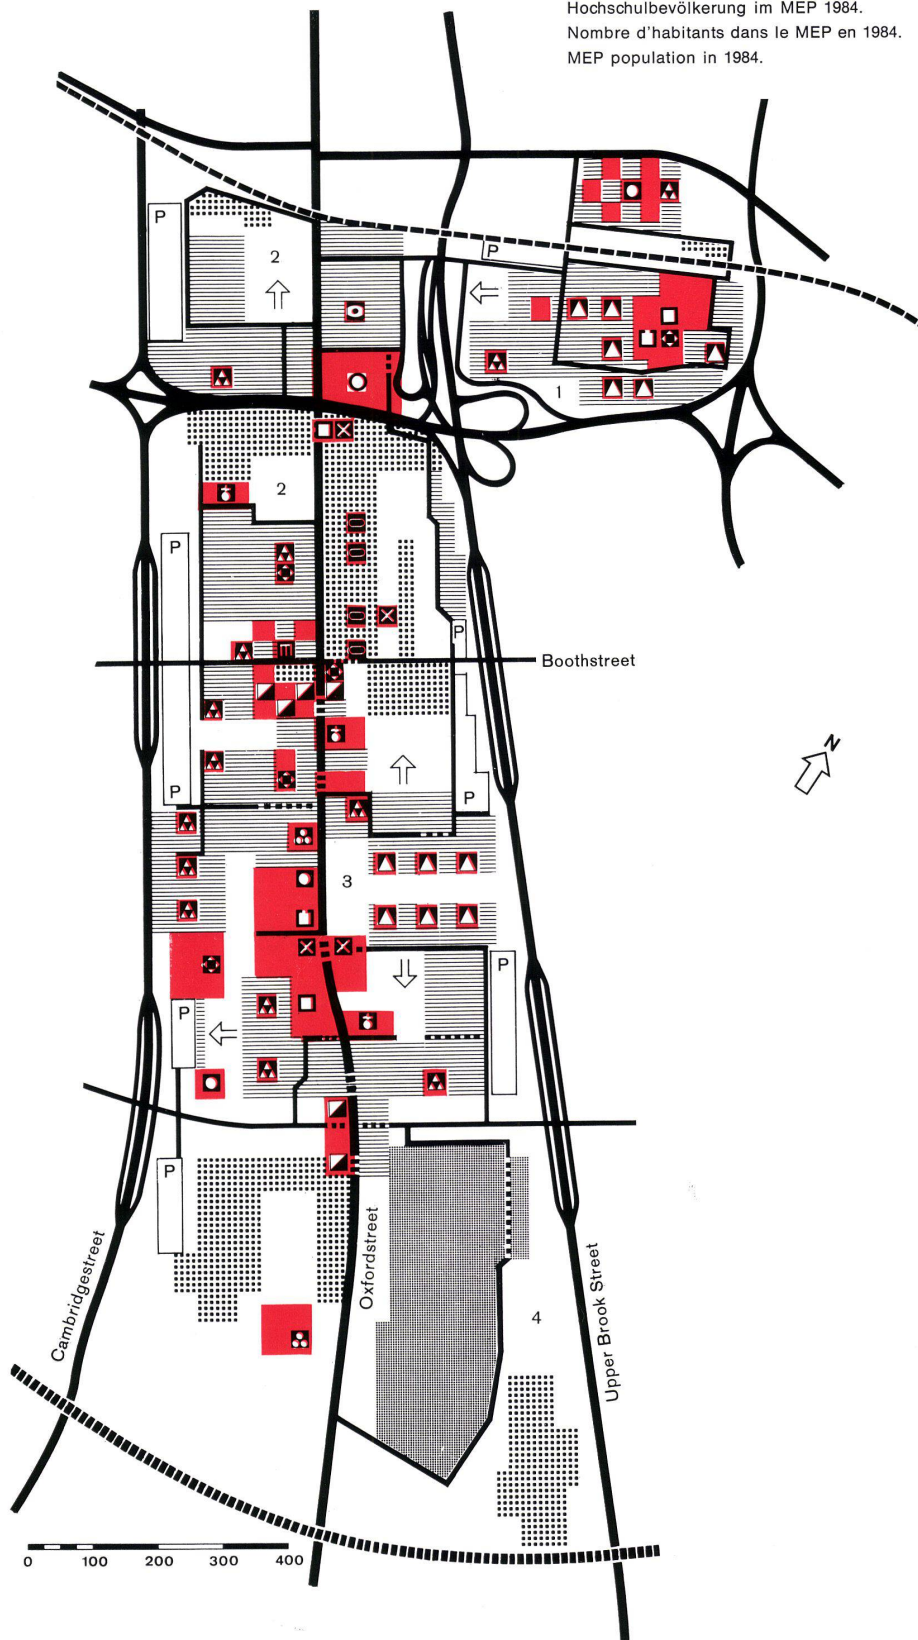 Hochschulbevölkerung im MEP 1984.
Nombre d'habitants dans le MEP en 1984.
MEP population in 1984.
P
2
P
1
2
P
P
Boothstreet
N
P
P
3
P
P
P
Cambridgestreet
Oxfordstreet
Upper Brook Street
4
0 100 200 300 400